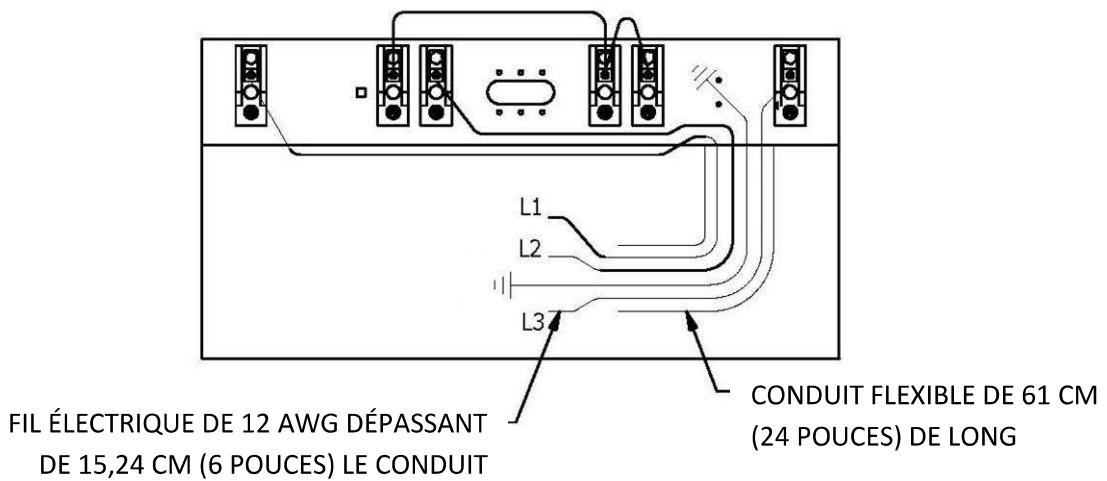 L1
L2
L3
FIL ÉLECTRIQUE DE 12 AWG DÉPASSANT
DE 15,24 CM (6 POUCES) LE CONDUIT
CONDUIT FLEXIBLE DE 61 CM
(24 POUCES) DE LONG